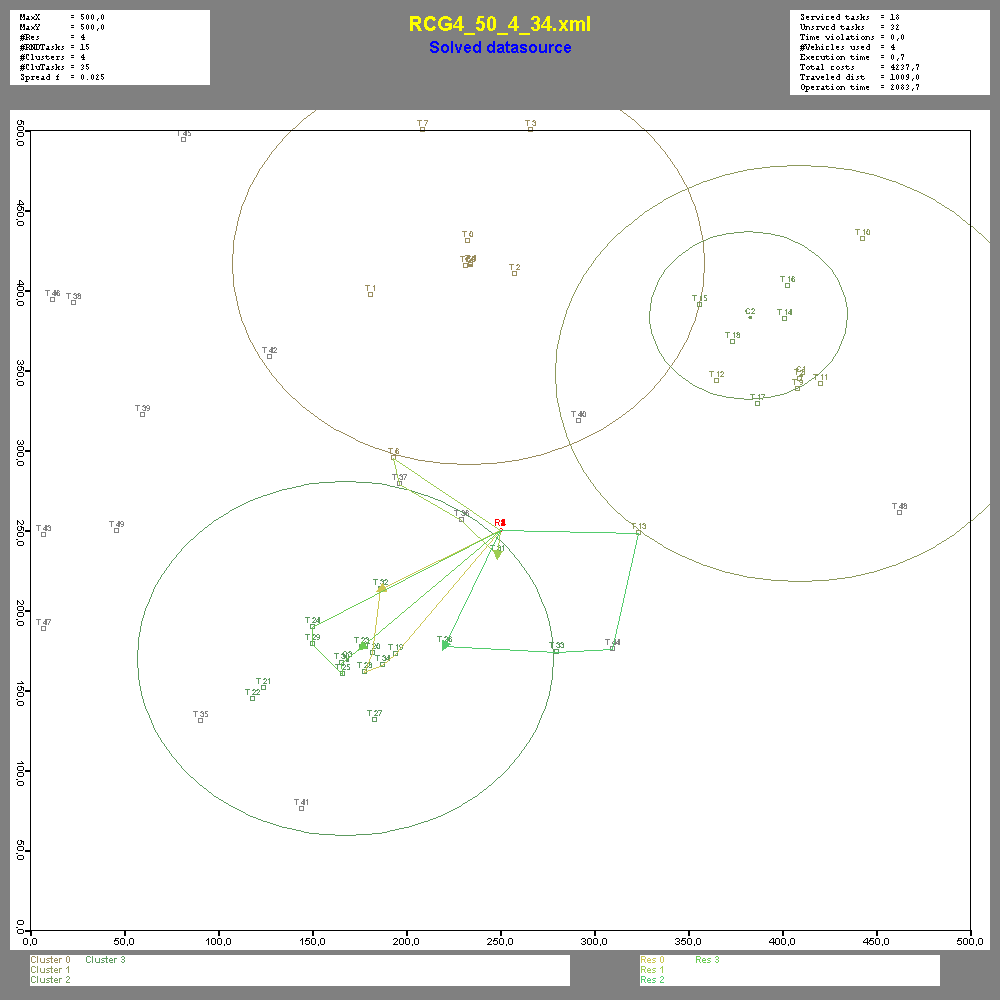 RCG4_50_4_34.xml
Solved datasource
MaxX = 500,0
MaxY = 500,0
#Res = 4
#RNDTasks = 15
#Clusters = 4
#CluTasks = 35
Spread f = 0.025
Serviced tasks = 18
Unsrvcd tasks = 32
Time violations = 0,0
#Vehicles used = 4
Execution time = 0,7
Total costs = 4237,7
Traveled dist = 1009,0
Operation time = 2083,7
500,0
T 7
T 3
T 45
450,0
T 0
T 10
T 2
400,0
T 46
T 38
T 1
T 16
T 15
C2
T 14
T 18
350,0
T 42
T 12
T 11
T 9
T 17
T 39
T 40
300,0
T 6
T 37
T 48
T 36
250,0
T 43
T 49
T 13
T 31
T 32
200,0
T 47
T 24
T 29
T 23
T 20
T 19
T 26
T 33
T 44
T 30
C3
T 34
T 25
T 28
150,0
T 21
T 22
T 35
T 27
100,0
T 41
50,0
0,0
0,0 50,0 100,0 150,0 200,0 250,0 300,0 350,0 400,0 450,0 500,0
Cluster 0 Cluster 3
Cluster 1
Cluster 2
Res 0 Res 3
Res 1
Res 2